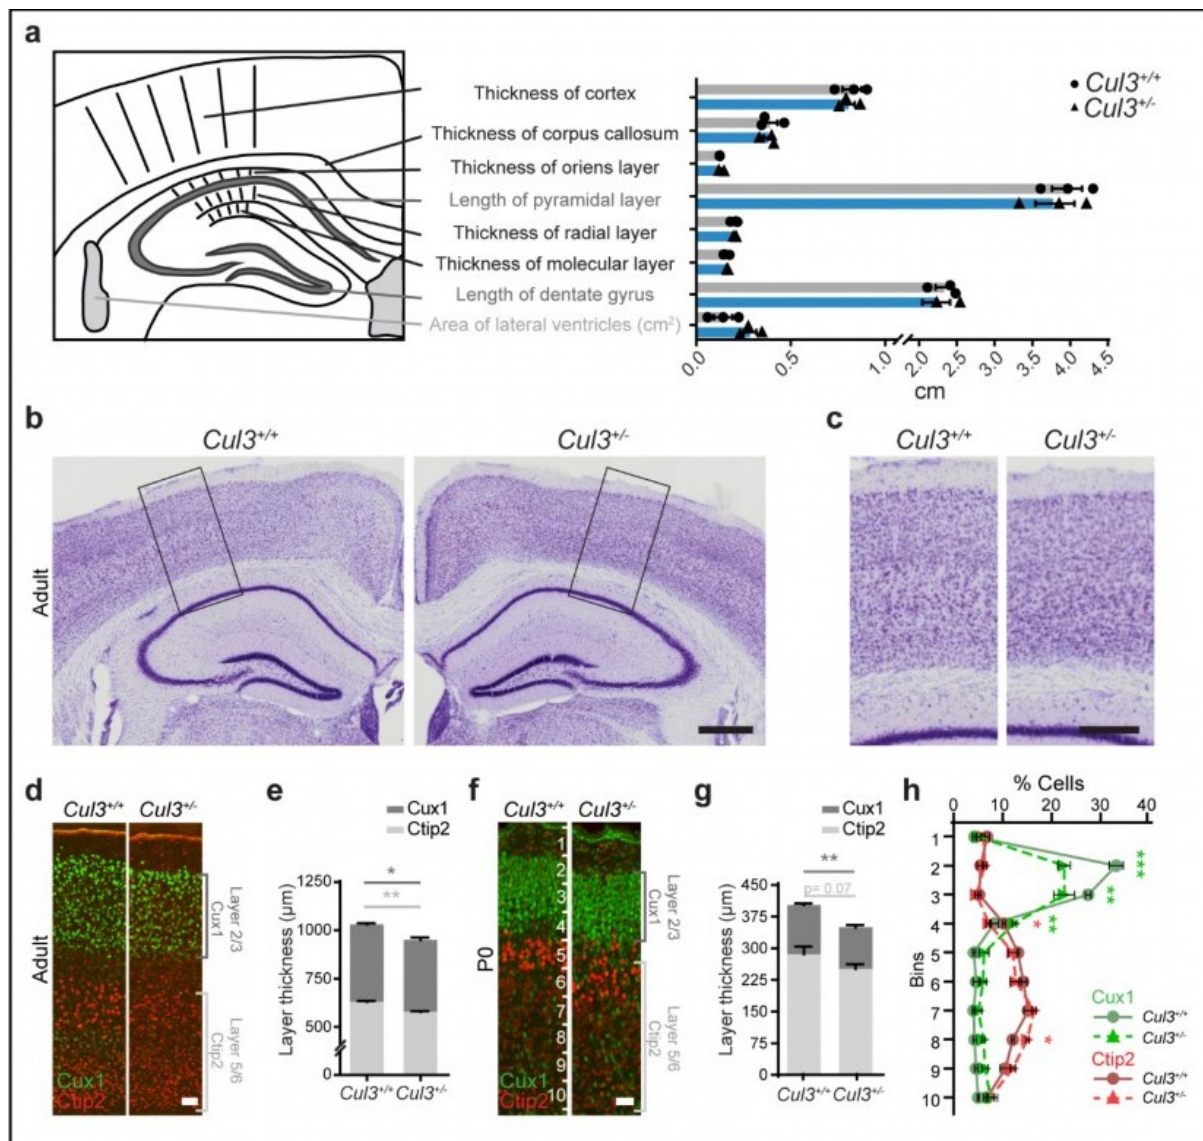 a
Thickness of cortex
Thickness of corpus callosum
Thickness of oriens layer
Length of pyramidal layer
Thickness of radial layer
Thickness of molecular layer
Length of dentate gyrus
Area of lateral ventricles (cm²)
Cul3+/+
Cul3+/-
0.0 0.5 1.0 2.0 2.5 3.0 3.5 4.0 4.5
cm
b
Cul3+/+ Cul3+/-
Adult
c
Cul3+/+ Cul3+/-
d
Cul3+/+ Cul3+/-
Adult
Layer 2/3
Cux1
Layer 5/6
Ctip2
Cux1
Ctip2
e
Cux1
Ctip2
*
**
Layer thickness (µm)
1250
1000
750
500
0
Cul3+/+ Cul3+/-
f
Cul3+/+ Cul3+/-
P0
1
2
3
4
5
6
7
8
9
10
Layer 2/3
Cux1
Layer 5/6
Ctip2
Cux1
Ctip2
g
Cux1
Ctip2
**
p= 0.07
Layer thickness (µm)
450
375
300
225
150
75
0
Cul3+/+ Cul3+/-
h
% Cells
0 10 20 30 40
Bins
1
2
3
4
5
6
7
8
9
10
***
**
* **
*
Cux1
Cul3+/+
Cul3+/-
Ctip2
Cul3+/+
Cul3+/-